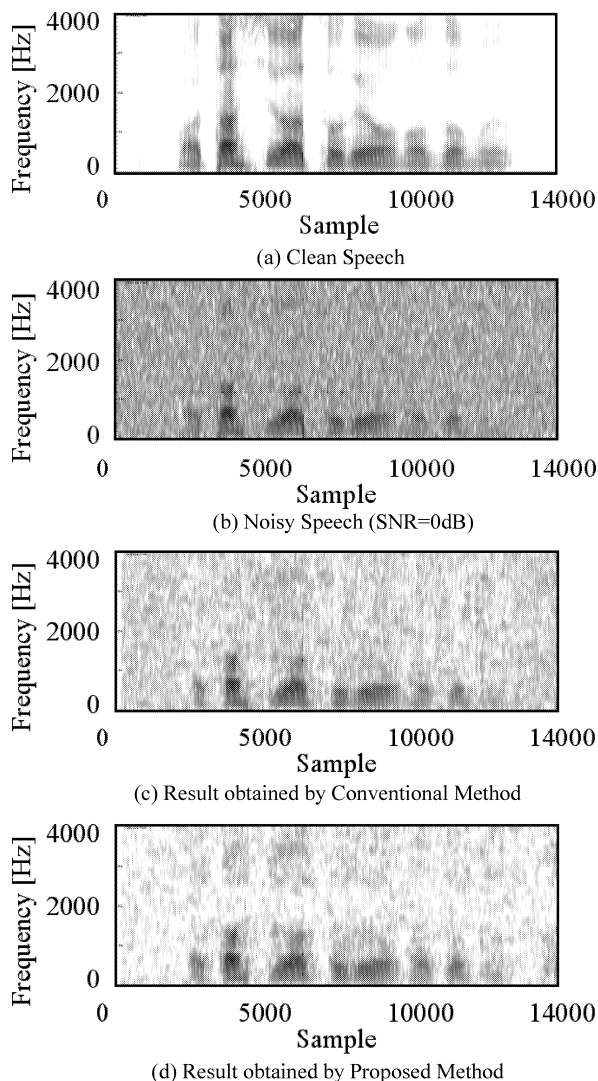 Frequency [Hz]
4000
2000
0
0 5000 10000 14000
Sample
(a) Clean Speech
Frequency [Hz]
4000
2000
0
0 5000 10000 14000
Sample
(b) Noisy Speech (SNR=0dB)
Frequency [Hz]
4000
2000
0
0 5000 10000 14000
Sample
(c) Result obtained by Conventional Method
Frequency [Hz]
4000
2000
0
0 5000 10000 14000
Sample
(d) Result obtained by Proposed Method